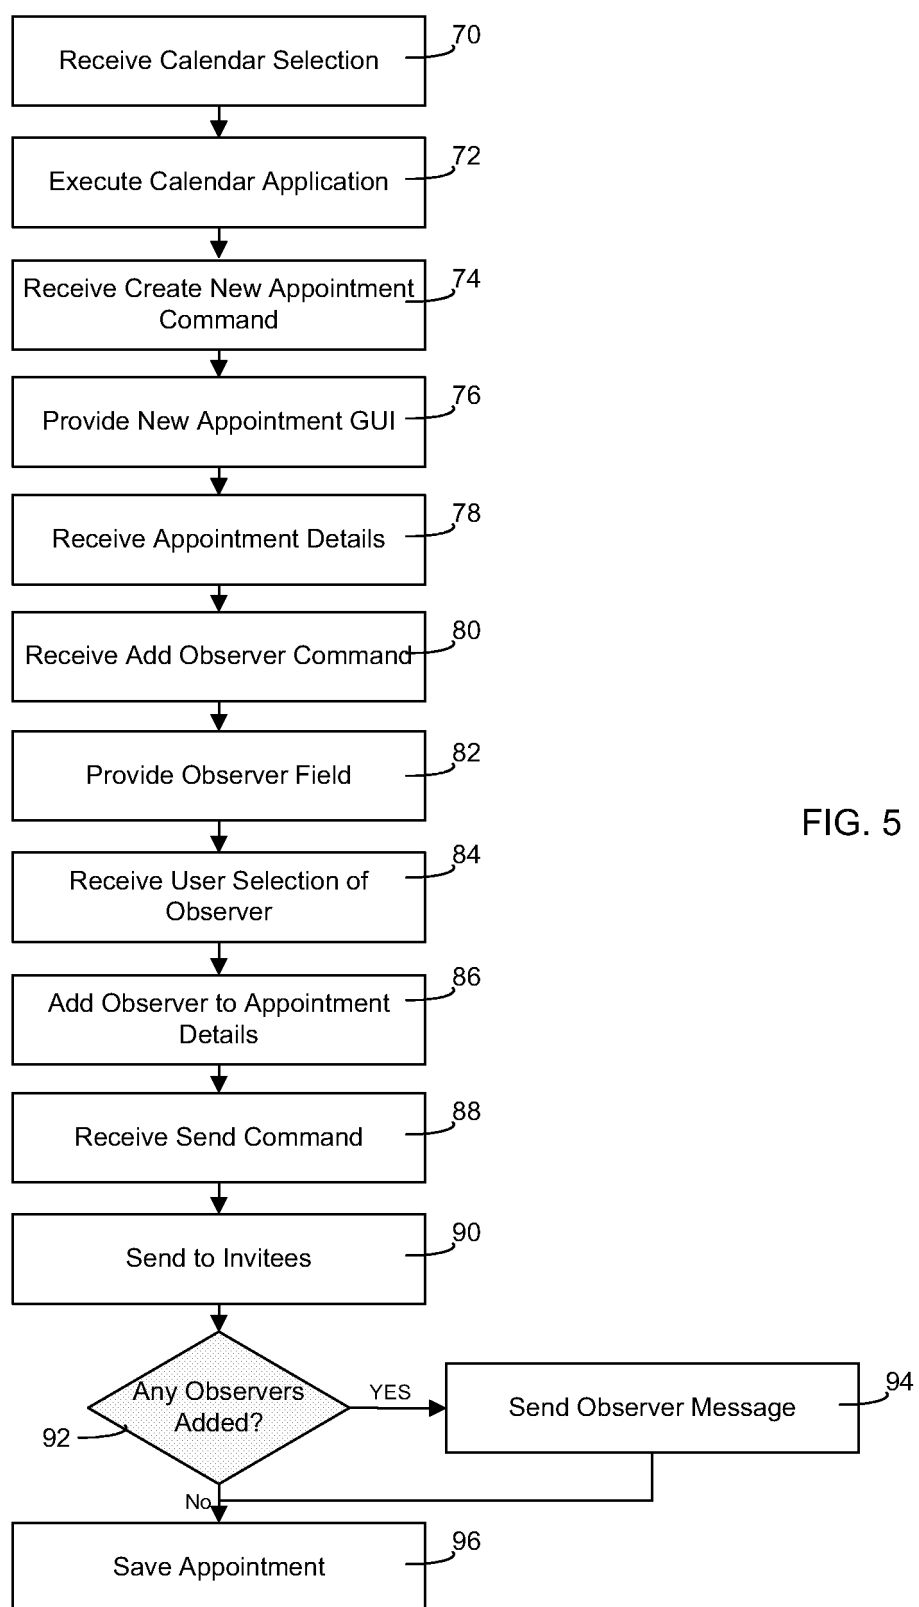 70
Receive Calendar Selection
72
Execute Calendar Application
74
Receive Create New Appointment
Command
76
Provide New Appointment GUI
78
Receive Appointment Details
80
Receive Add Observer Command
82
Provide Observer Field
FIG. 5
84
Receive User Selection of
Observer
86
Add Observer to Appointment
Details
88
Receive Send Command
90
Send to Invitees
Any Observers
Added?
92
YES
94
Send Observer Message
No
96
Save Appointment